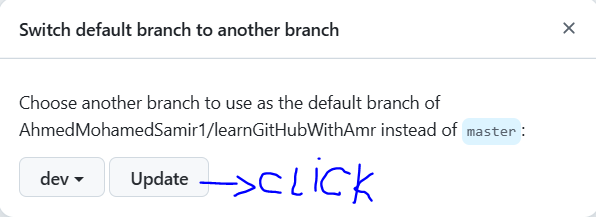 Switch default branch to another branch
Choose another branch to use as the default branch of
AhmedMohamedSamir1/learnGitHubWithAmr instead of master:
dev Update CLiCK